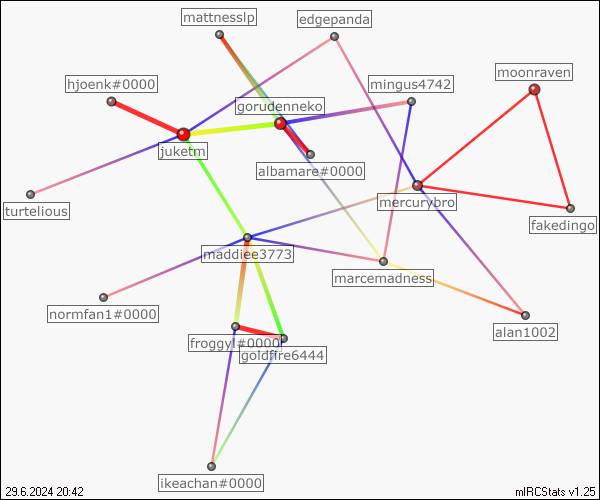 mattnesslp
edgepanda
moonraven
hjoenk#0000
mingus4742
gorudenneko
juketm
albamare#0000
mercurybro
turtelious
fakedingo
maddiee3773
marcemadness
normfan1#0000
alan1002
froggyl#0000
goldfire6444
ikeachan#0000
29.6.2024 20:42
mIRCStats v1.25